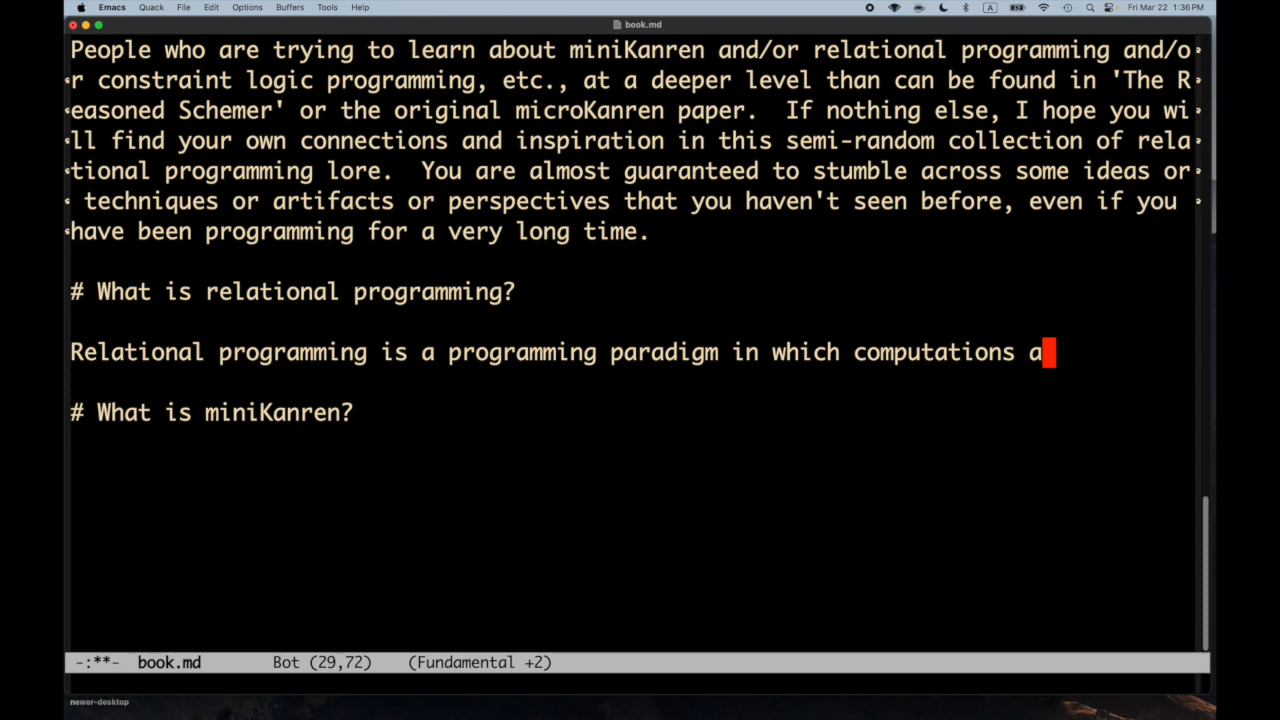 Emacs Quack File Edit Options Buffers Tools Help A Fri Mar 22 1:36 PM
book.md
People who are trying to learn about miniKanren and/or relational programming and/o
r constraint logic programming, etc., at a deeper level than can be found in 'The R
easoned Schemer' or the original microKanren paper.  If nothing else, I hope you wi
ll find your own connections and inspiration in this semi-random collection of rela
tional programming lore.  You are almost guaranteed to stumble across some ideas or
 techniques or artifacts or perspectives that you haven't seen before, even if you 
have been programming for a very long time.
# What is relational programming?
Relational programming is a programming paradigm in which computations a
# What is miniKanren?
-:**-  book.md  Bot (29,72)  (Fundamental +2)
newer-desktop